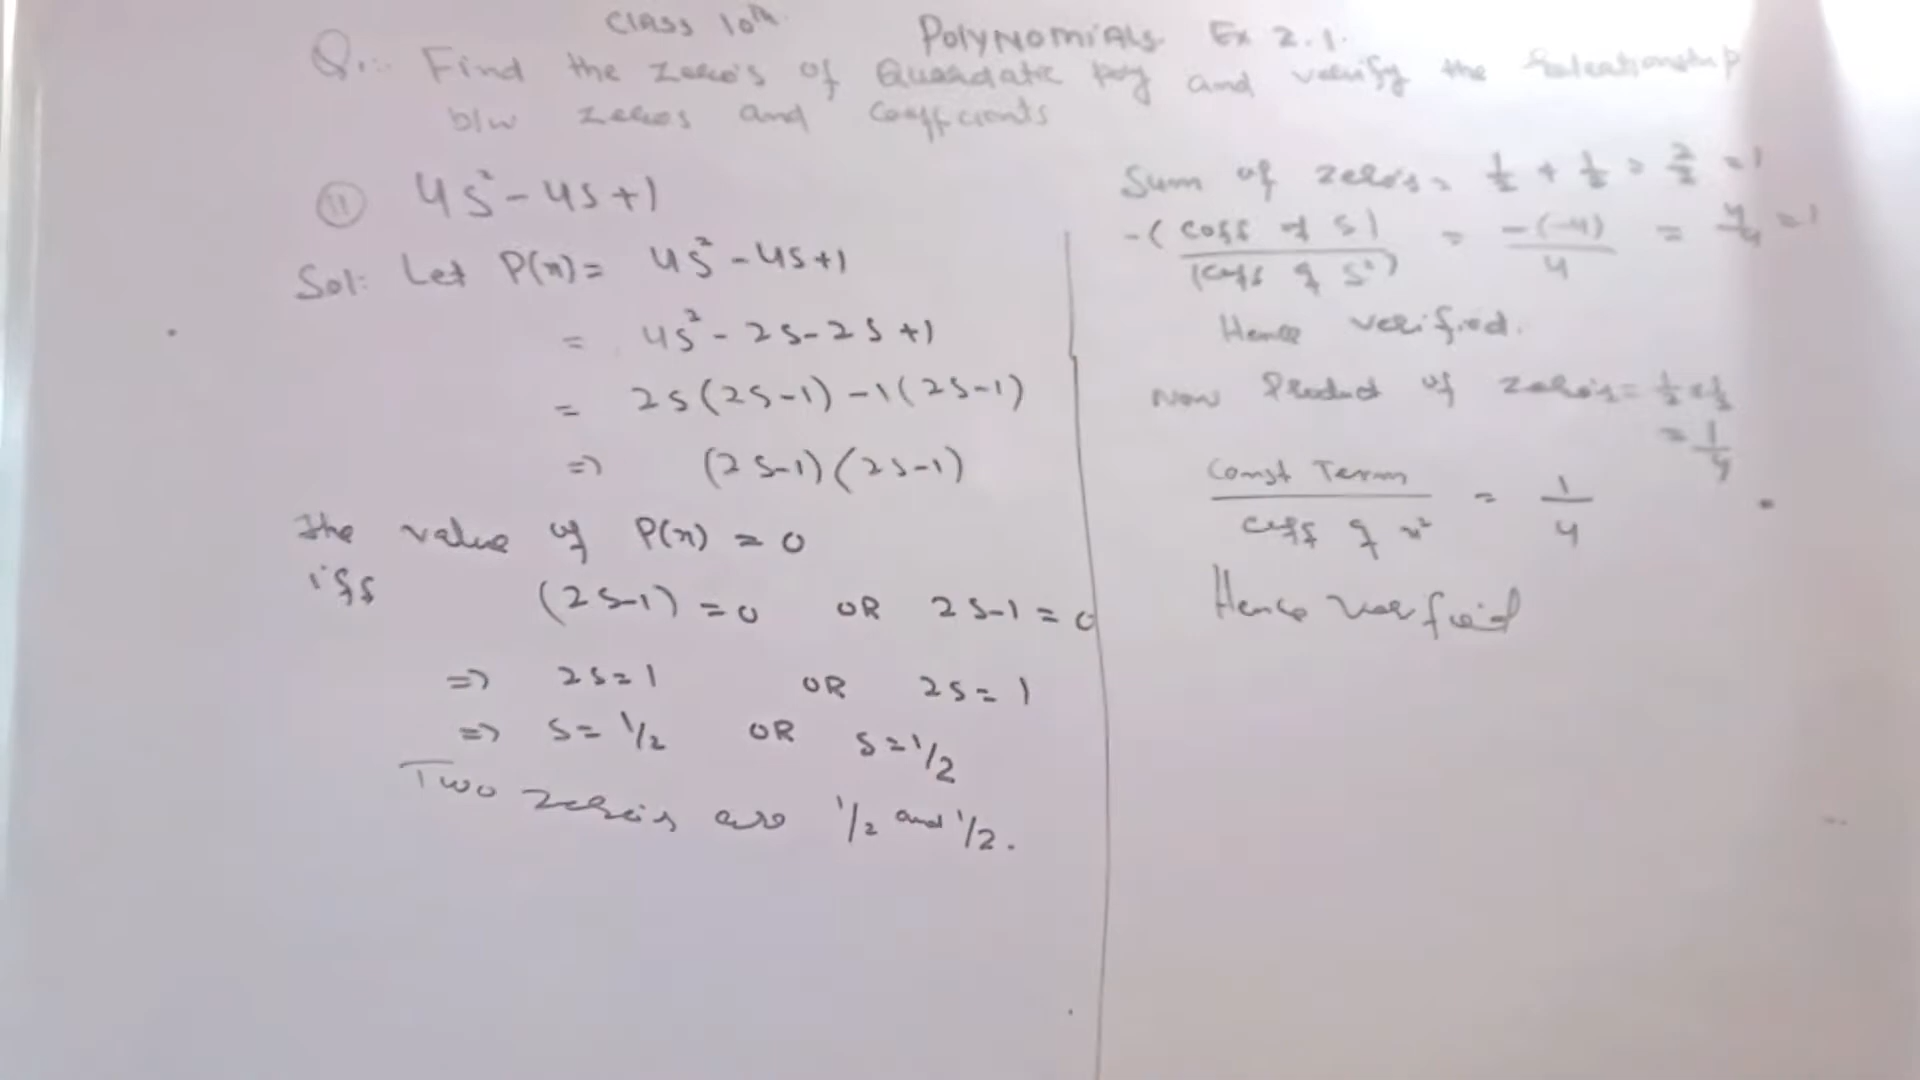 Class 10th. Polynomials Ex 2.1.
Q1:. Find the zero's of Quardatic poly and verify the Releationship
b/w zeroes and coefficients
(ii) 4s² - 4s + 1
Sol: Let P(x) = 4s² - 4s + 1
= 4s² - 2s - 2s + 1
= 2s(2s-1) - 1(2s-1)
=> (2s-1)(2s-1)
The value of P(x) = 0
iff (2s-1) = 0 OR 2s-1 = 0
=> 2s = 1 OR 2s = 1
=> s = 1/2 OR s = 1/2
Two zero's are 1/2 and 1/2.
Sum of zero's = 1/2 + 1/2 = 2/2 = 1
-(coff of s)/(coff of s²) = -(-4)/4 = 4/4 = 1
Hence verified.
Now Product of zero's = 1/2 × 1/2
= 1/4
Const Term/coff of x² = 1/4
Hence verfied